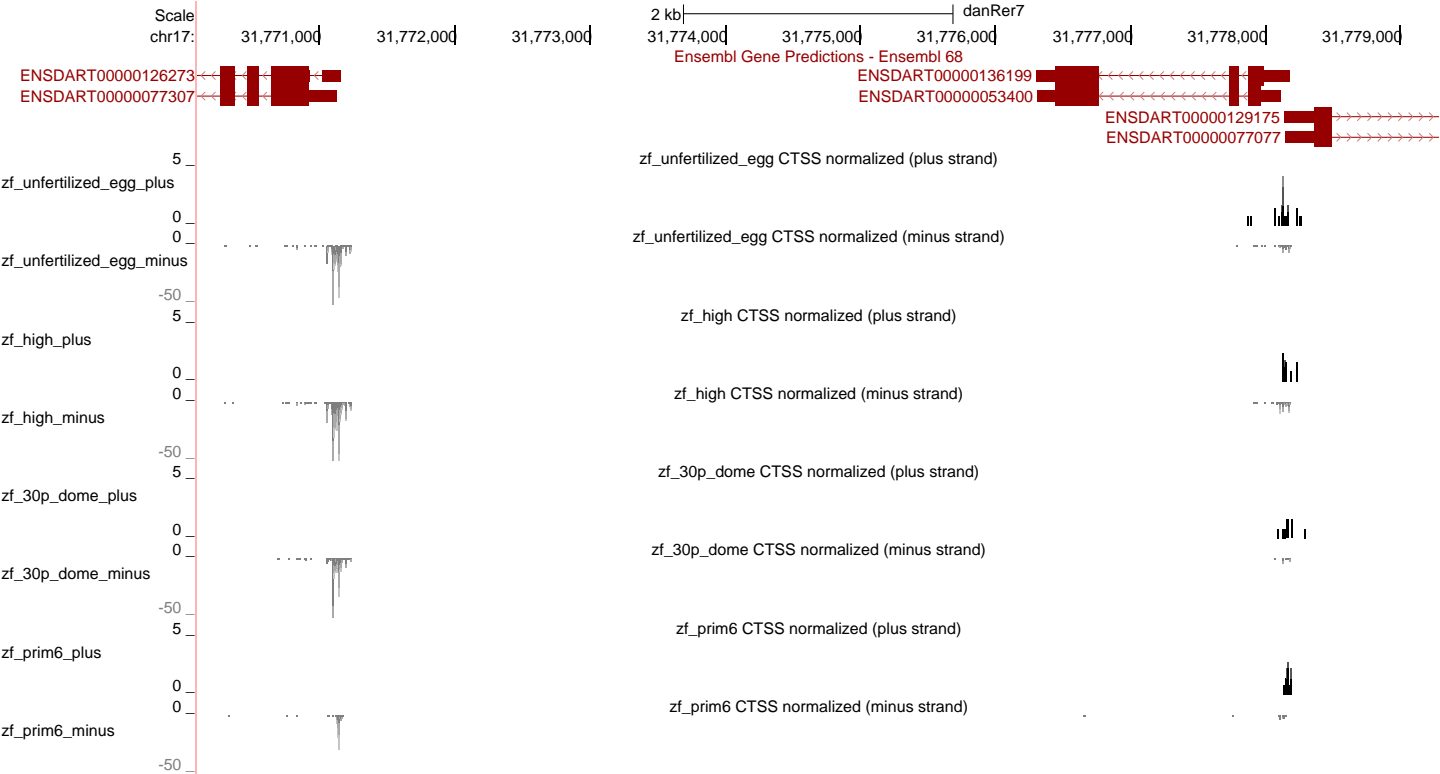 Scale 2 kb danRer7
chr17: 31,771,000 31,772,000 31,773,000 31,774,000 31,775,000 31,776,000 31,777,000 31,778,000 31,779,000
Ensembl Gene Predictions - Ensembl 68
ENSDART00000126273 ENSDART00000136199
ENSDART00000077307 ENSDART00000053400
ENSDART00000129175
ENSDART00000077077
zf_unfertilized_egg CTSS normalized (plus strand)
5 _
zf_unfertilized_egg_plus
0 _
zf_unfertilized_egg CTSS normalized (minus strand)
0 _
zf_unfertilized_egg_minus
-50 _
zf_high CTSS normalized (plus strand)
5 _
zf_high_plus
0 _
zf_high CTSS normalized (minus strand)
0 _
zf_high_minus
-50 _
zf_30p_dome CTSS normalized (plus strand)
5 _
zf_30p_dome_plus
0 _
zf_30p_dome CTSS normalized (minus strand)
0 _
zf_30p_dome_minus
-50 _
zf_prim6 CTSS normalized (plus strand)
5 _
zf_prim6_plus
0 _
zf_prim6 CTSS normalized (minus strand)
0 _
zf_prim6_minus
-50 _